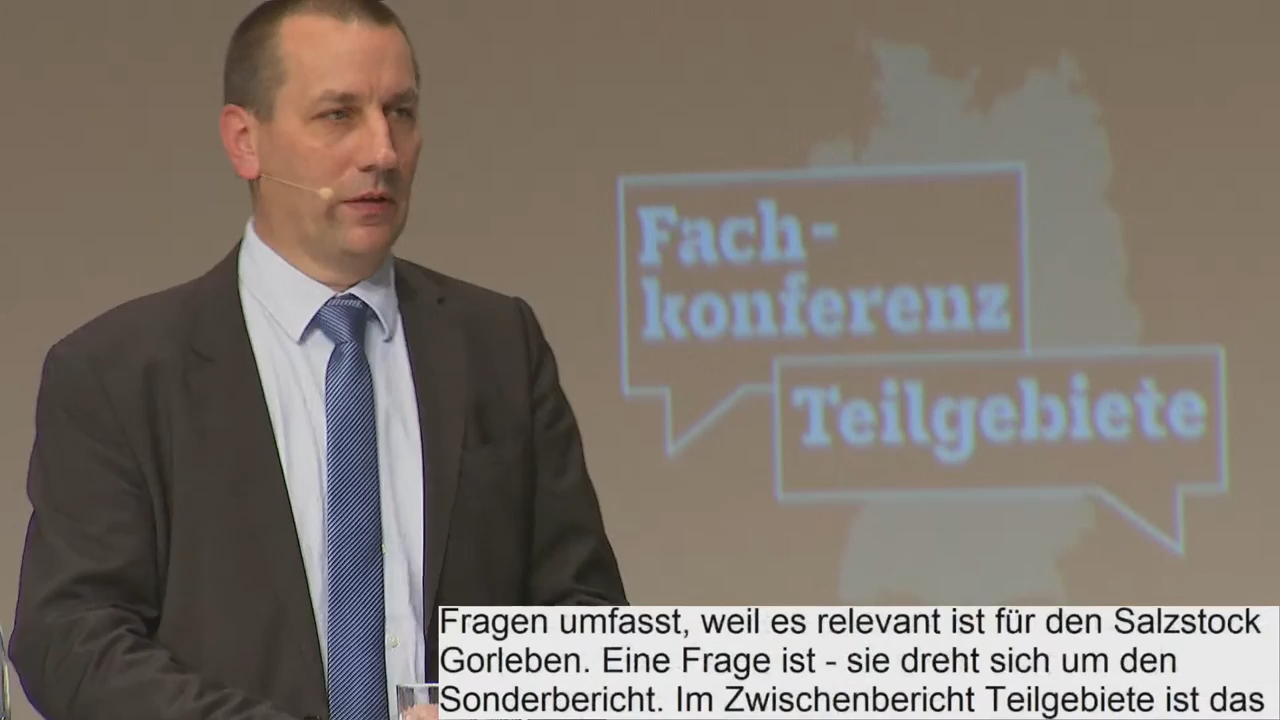 Fach-
konferenz
Teilgebiete
Fragen umfasst, weil es relevant ist für den Salzstock
Gorleben. Eine Frage ist - sie dreht sich um den
Sonderbericht. Im Zwischenbericht Teilgebiete ist das